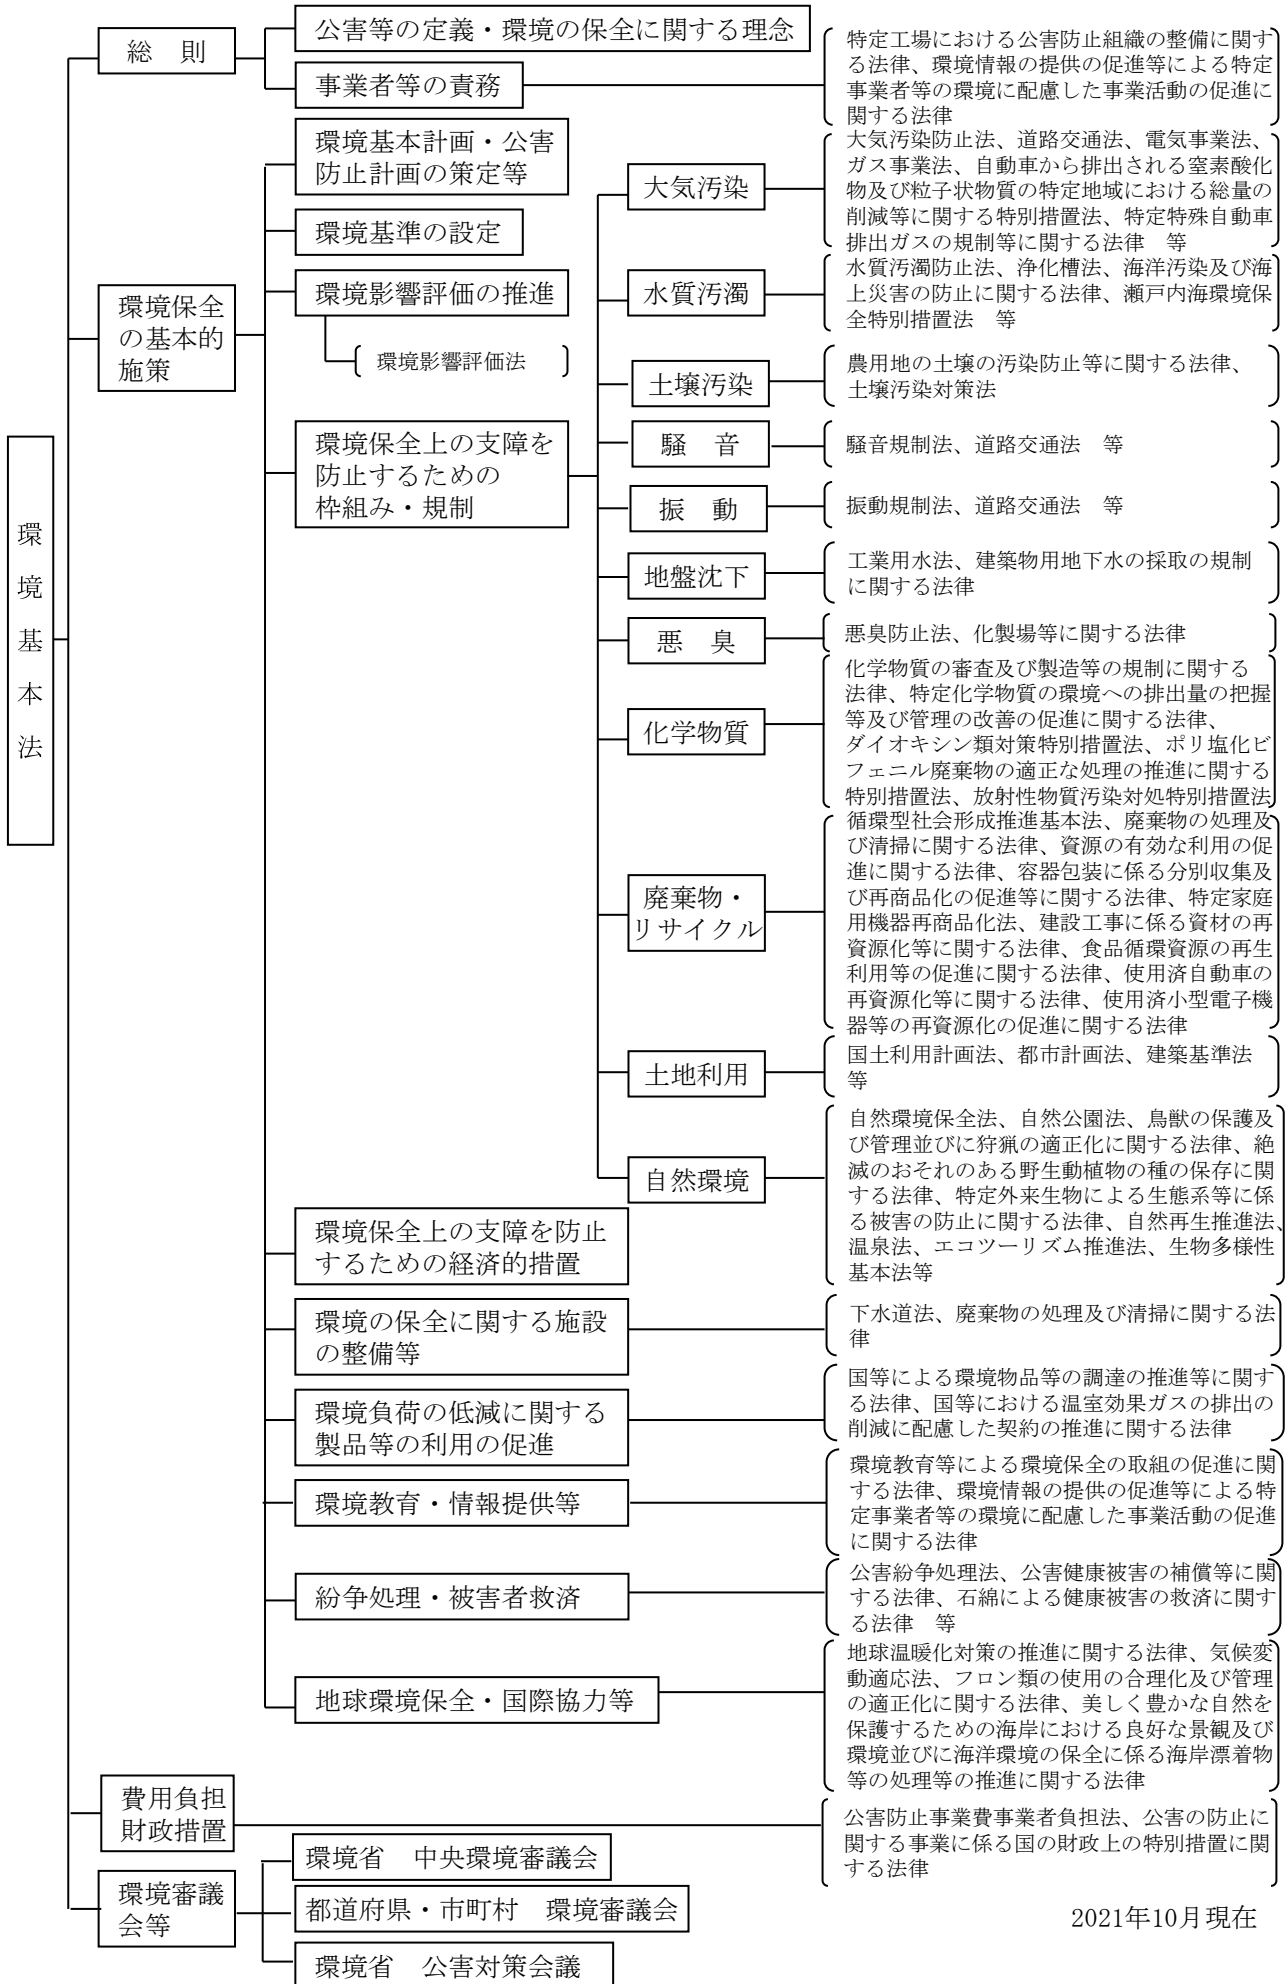 環境基本法
総　則
公害等の定義・環境の保全に関する理念
事業者等の責務
特定工場における公害防止組織の整備に関す
る法律、環境情報の提供の促進等による特定
事業者等の環境に配慮した事業活動の促進に
関する法律
環境保全
の基本的
施策
環境基本計画・公害
防止計画の策定等
環境基準の設定
環境影響評価の推進
環境影響評価法
環境保全上の支障を
防止するための
枠組み・規制
大気汚染
大気汚染防止法、道路交通法、電気事業法、
ガス事業法、自動車から排出される窒素酸化
物及び粒子状物質の特定地域における総量の
削減等に関する特別措置法、特定特殊自動車
排出ガスの規制等に関する法律　等
水質汚濁
水質汚濁防止法、浄化槽法、海洋汚染及び海
上災害の防止に関する法律、瀬戸内海環境保
全特別措置法　等
土壌汚染
農用地の土壌の汚染防止等に関する法律、
土壌汚染対策法
騒　音
騒音規制法、道路交通法　等
振　動
振動規制法、道路交通法　等
地盤沈下
工業用水法、建築物用地下水の採取の規制
に関する法律
悪　臭
悪臭防止法、化製場等に関する法律
化学物質
化学物質の審査及び製造等の規制に関する
法律、特定化学物質の環境への排出量の把握
等及び管理の改善の促進に関する法律、
ダイオキシン類対策特別措置法、ポリ塩化ビ
フェニル廃棄物の適正な処理の推進に関する
特別措置法、放射性物質汚染対処特別措置法
廃棄物・
リサイクル
循環型社会形成推進基本法、廃棄物の処理及
び清掃に関する法律、資源の有効な利用の促
進に関する法律、容器包装に係る分別収集及
び再商品化の促進等に関する法律、特定家庭
用機器再商品化法、建設工事に係る資材の再
資源化等に関する法律、食品循環資源の再生
利用等の促進に関する法律、使用済自動車の
再資源化等に関する法律、使用済小型電子機
器等の再資源化の促進に関する法律
土地利用
国土利用計画法、都市計画法、建築基準法
等
自然環境
自然環境保全法、自然公園法、鳥獣の保護及
び管理並びに狩猟の適正化に関する法律、絶
滅のおそれのある野生動植物の種の保存に関
する法律、特定外来生物による生態系等に係
る被害の防止に関する法律、自然再生推進法、
温泉法、エコツーリズム推進法、生物多様性
基本法等
環境保全上の支障を防止
するための経済的措置
環境の保全に関する施設
の整備等
下水道法、廃棄物の処理及び清掃に関する法
律
環境負荷の低減に関する
製品等の利用の促進
国等による環境物品等の調達の推進等に関す
る法律、国等における温室効果ガスの排出の
削減に配慮した契約の推進に関する法律
環境教育・情報提供等
環境教育等による環境保全の取組の促進に関
する法律、環境情報の提供の促進等による特
定事業者等の環境に配慮した事業活動の促進
に関する法律
紛争処理・被害者救済
公害紛争処理法、公害健康被害の補償等に関
する法律、石綿による健康被害の救済に関す
る法律　等
地球環境保全・国際協力等
地球温暖化対策の推進に関する法律、気候変
動適応法、フロン類の使用の合理化及び管理
の適正化に関する法律、美しく豊かな自然を
保護するための海岸における良好な景観及び
環境並びに海洋環境の保全に係る海岸漂着物
等の処理等の推進に関する法律
費用負担
財政措置
公害防止事業費事業者負担法、公害の防止に
関する事業に係る国の財政上の特別措置に関
する法律
環境審議
会等
環境省　中央環境審議会
都道府県・市町村　環境審議会
環境省　公害対策会議
2021年10月現在